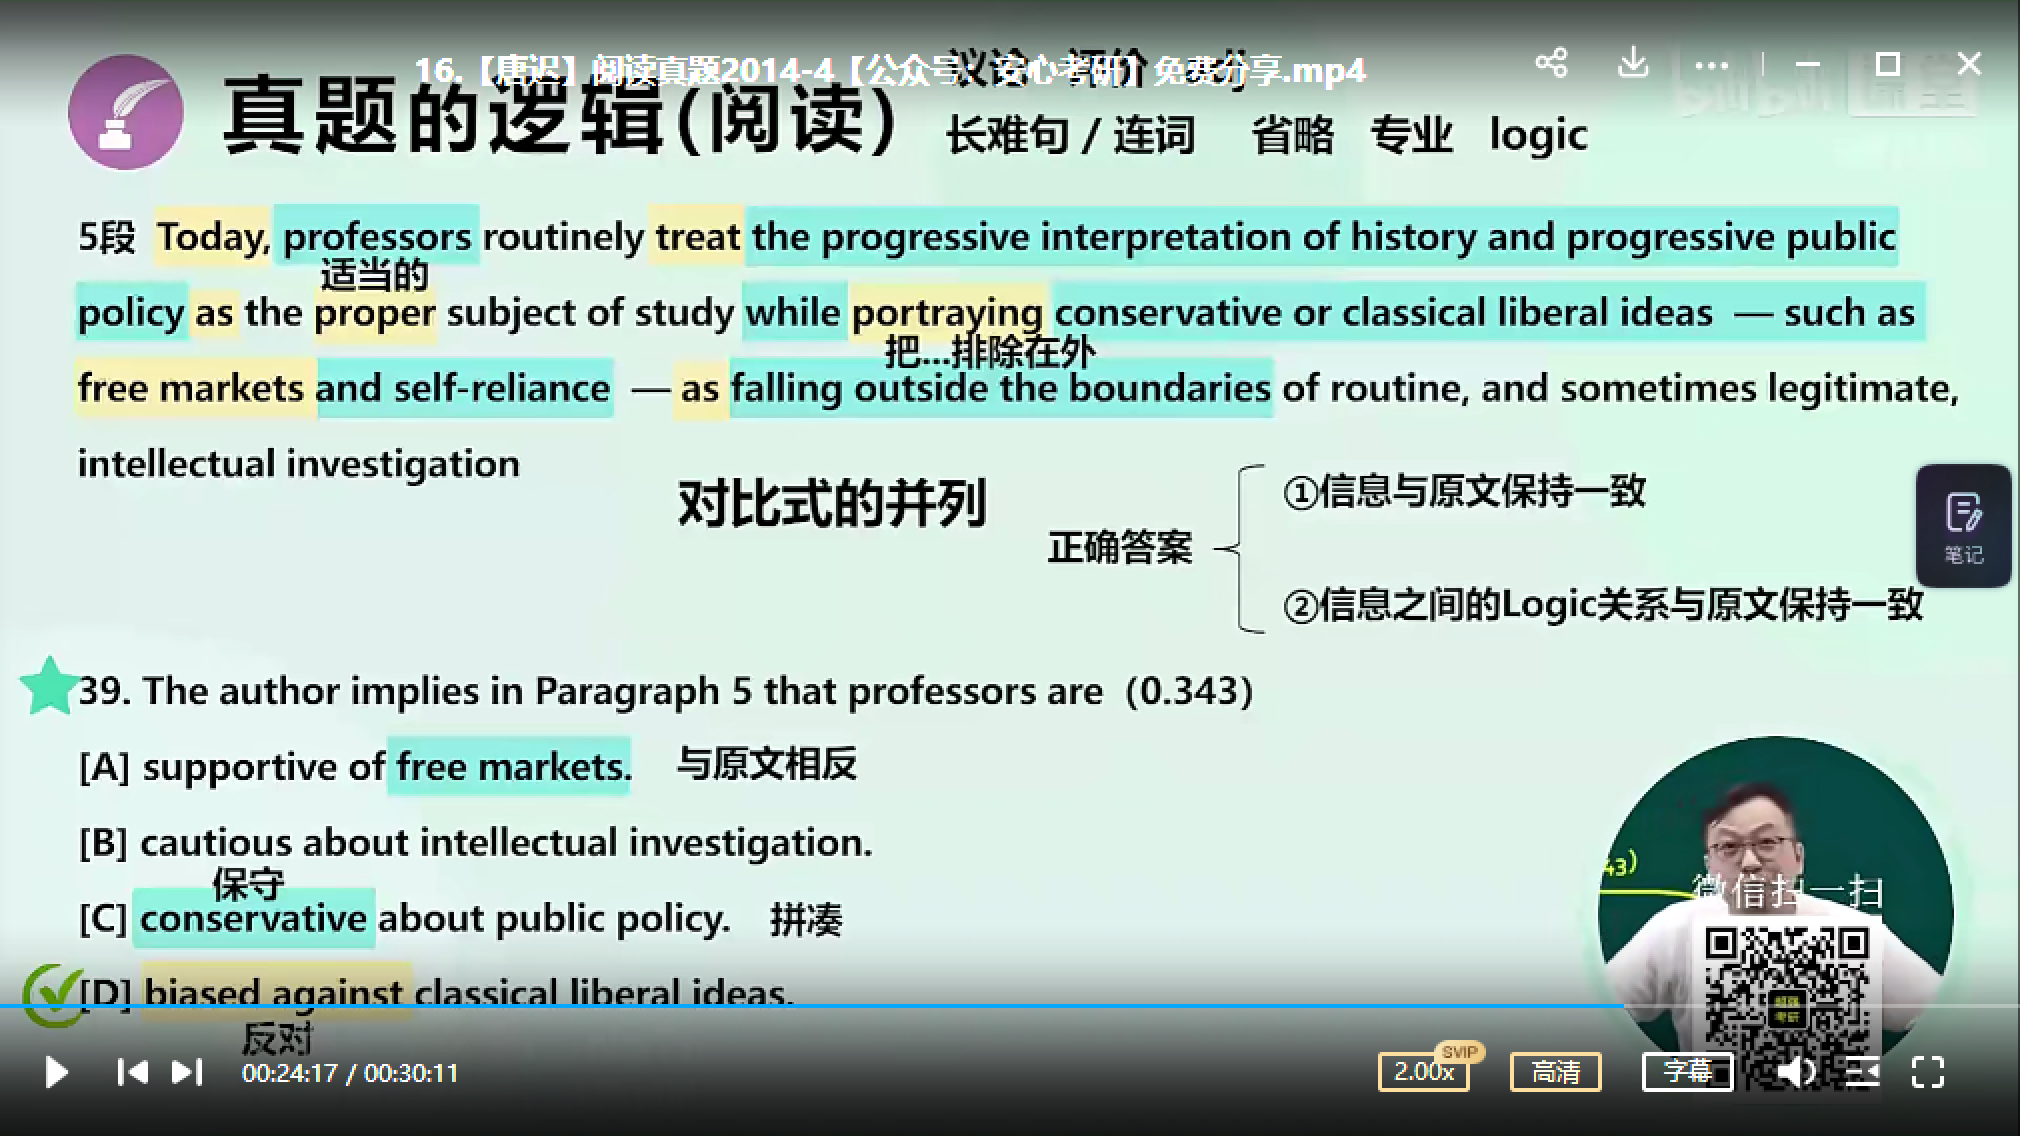 议论 评价 adj
16.【唐迟】阅读真题2014-4【公众号：安心考研】免费分享.mp4
真题的逻辑(阅读)
长难句 / 连词 省略 专业 logic
5段 Today, professors routinely treat the progressive interpretation of history and progressive public
适当的
policy as the proper subject of study while portraying conservative or classical liberal ideas — such as
把...排除在外
free markets and self-reliance — as falling outside the boundaries of routine, and sometimes legitimate,
intellectual investigation
对比式的并列
正确答案
①信息与原文保持一致
②信息之间的Logic关系与原文保持一致
笔记
39. The author implies in Paragraph 5 that professors are（0.343）
[A] supportive of free markets. 与原文相反
[B] cautious about intellectual investigation.
保守
[C] conservative about public policy. 拼凑
[D] biased against classical liberal ideas.
反对
43)
微信扫一扫
00:24:17 / 00:30:11
2.00x
SVIP
高清
字幕